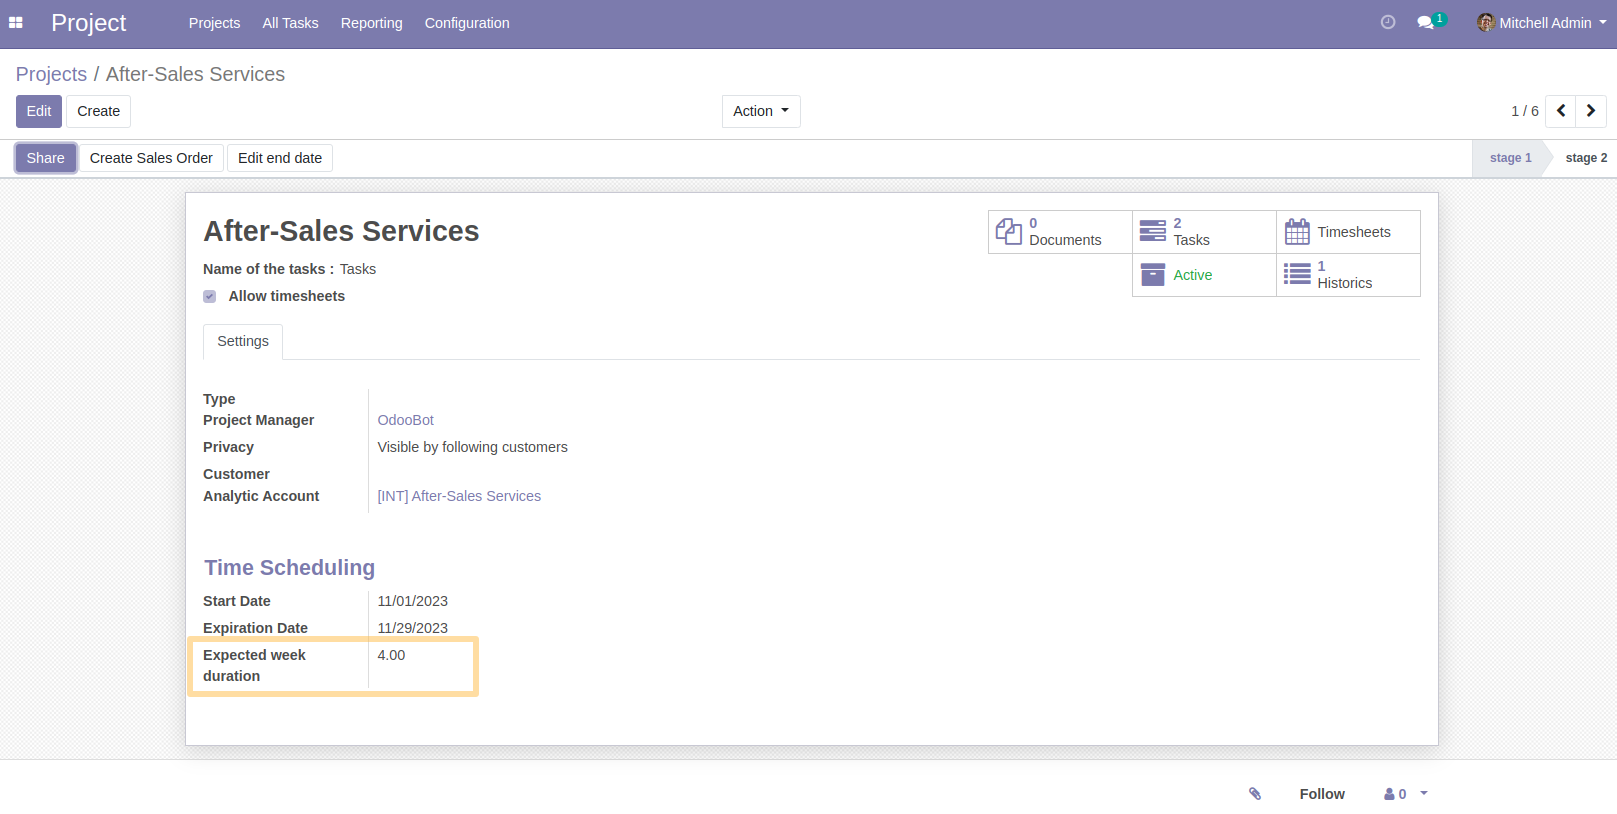 Project Projects All Tasks Reporting Configuration 1 Mitchell Admin
Projects / After-Sales Services
Edit Create Action 1 / 6
Share Create Sales Order Edit end date stage 1 stage 2
After-Sales Services
0 Documents
2 Tasks
Timesheets
Active
1 Historics
Name of the tasks : Tasks
Allow timesheets
Settings
Type
Project Manager OdooBot
Privacy Visible by following customers
Customer
Analytic Account [INT] After-Sales Services
Time Scheduling
Start Date 11/01/2023
Expiration Date 11/29/2023
Expected week duration 4.00
Follow 0